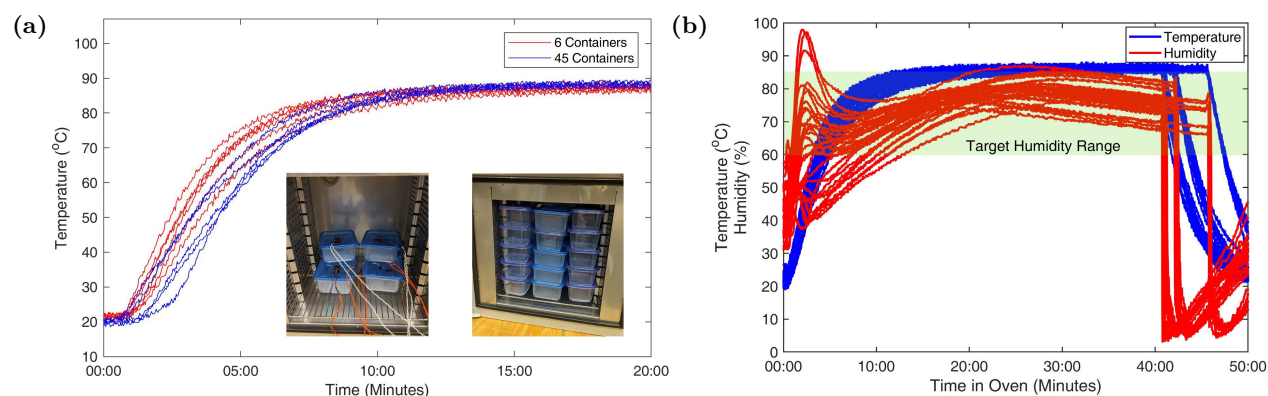 (a)
100
90
80
70
60
50
40
30
20
10
Temperature (°C)
00:00 05:00 10:00 15:00 20:00
Time (Minutes)
6 Containers
45 Containers
(b)
100
90
80
70
60
50
40
30
20
10
0
Temperature (°C)
Humidity (%)
00:00 10:00 20:00 30:00 40:00 50:00
Time in Oven (Minutes)
Temperature
Humidity
Target Humidity Range